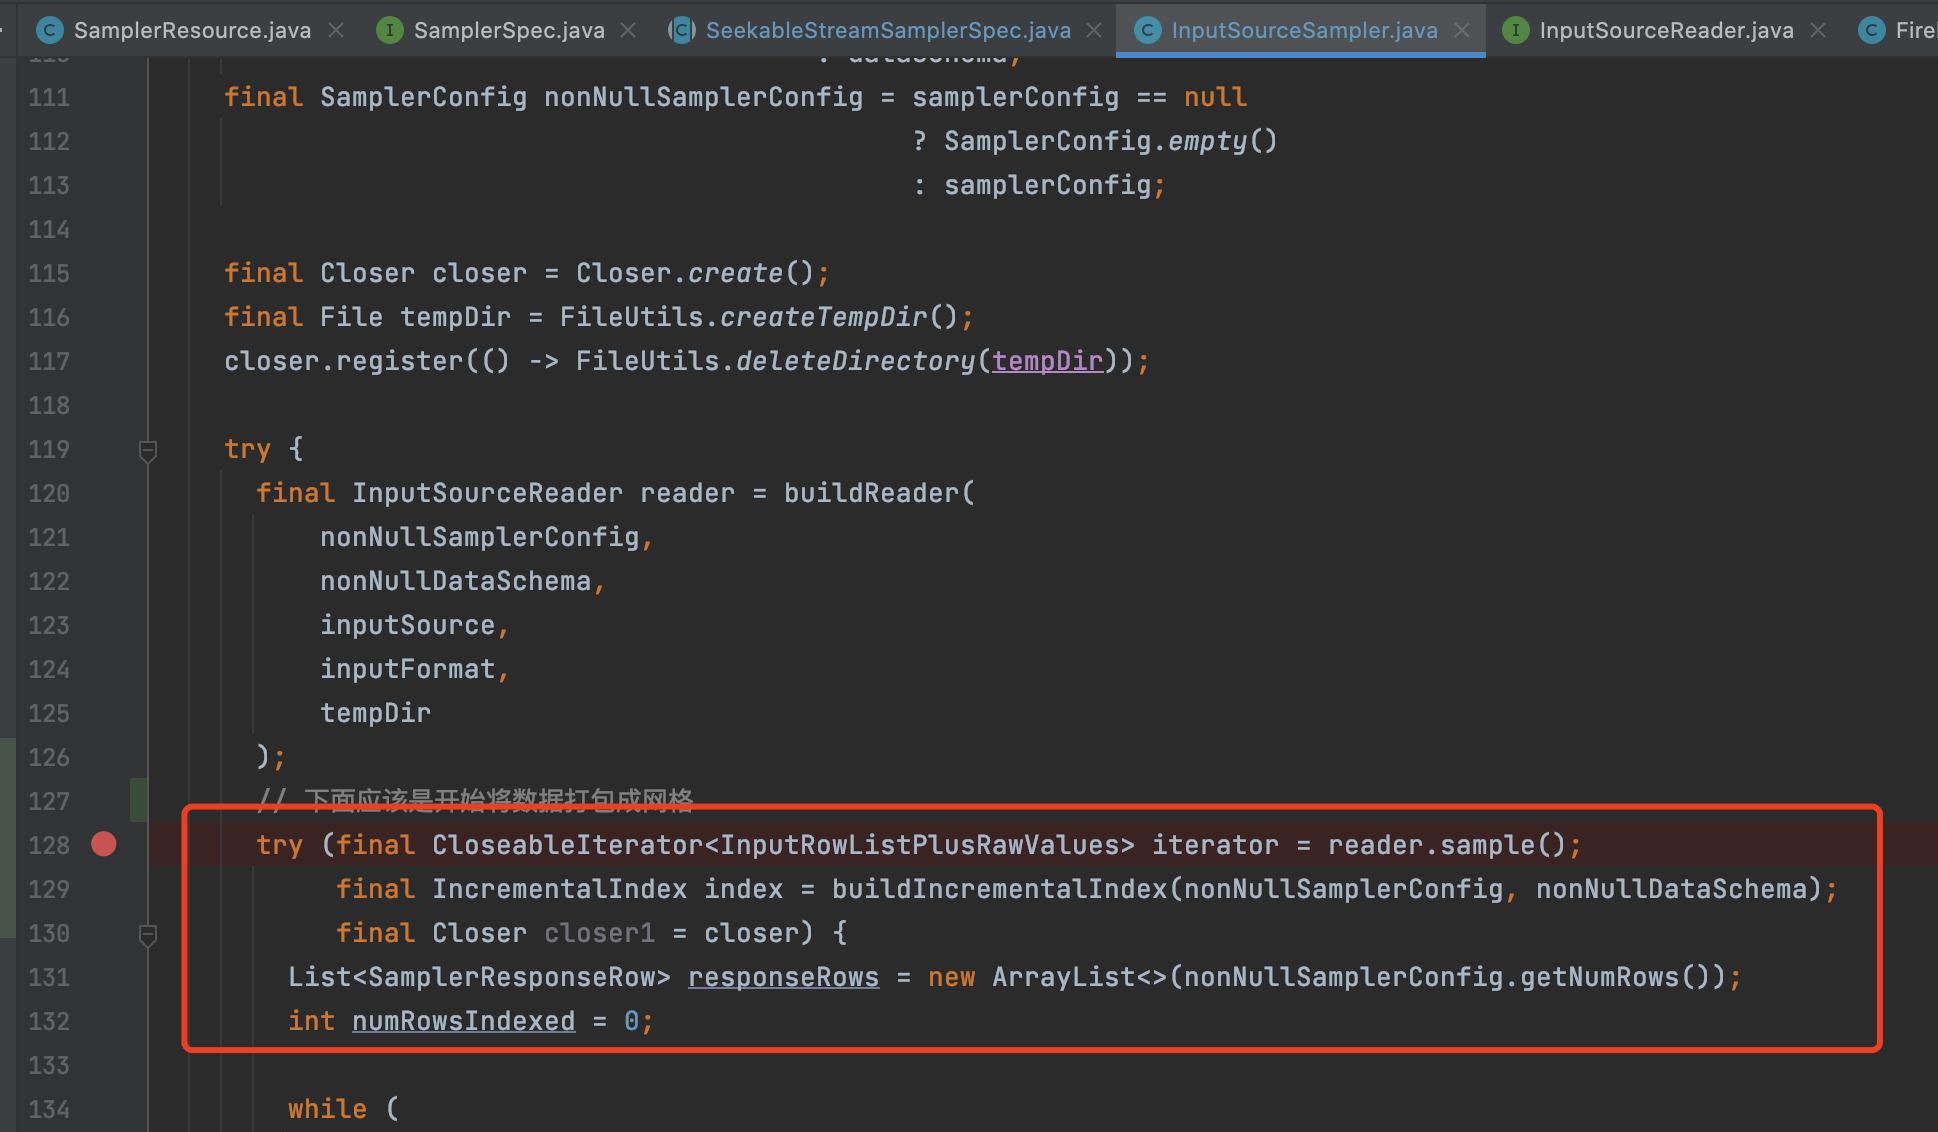 C SamplerResource.java × I SamplerSpec.java × C SeekableStreamSamplerSpec.java × C InputSourceSampler.java × I InputSourceReader.java × C Fire
110 : dataSchema;
111 final SamplerConfig nonNullSamplerConfig = samplerConfig == null
112 ? SamplerConfig.empty()
113 : samplerConfig;
114
115 final Closer closer = Closer.create();
116 final File tempDir = FileUtils.createTempDir();
117 closer.register(() -> FileUtils.deleteDirectory(tempDir));
118
119 try {
120 final InputSourceReader reader = buildReader(
121 nonNullSamplerConfig,
122 nonNullDataSchema,
123 inputSource,
124 inputFormat,
125 tempDir
126 );
127 // 下面应该是开始将数据打包成网格
128 try (final CloseableIterator<InputRowListPlusRawValues> iterator = reader.sample();
129 final IncrementalIndex index = buildIncrementalIndex(nonNullSamplerConfig, nonNullDataSchema);
130 final Closer closer1 = closer) {
131 List<SamplerResponseRow> responseRows = new ArrayList<>(nonNullSamplerConfig.getNumRows());
132 int numRowsIndexed = 0;
133
134 while (